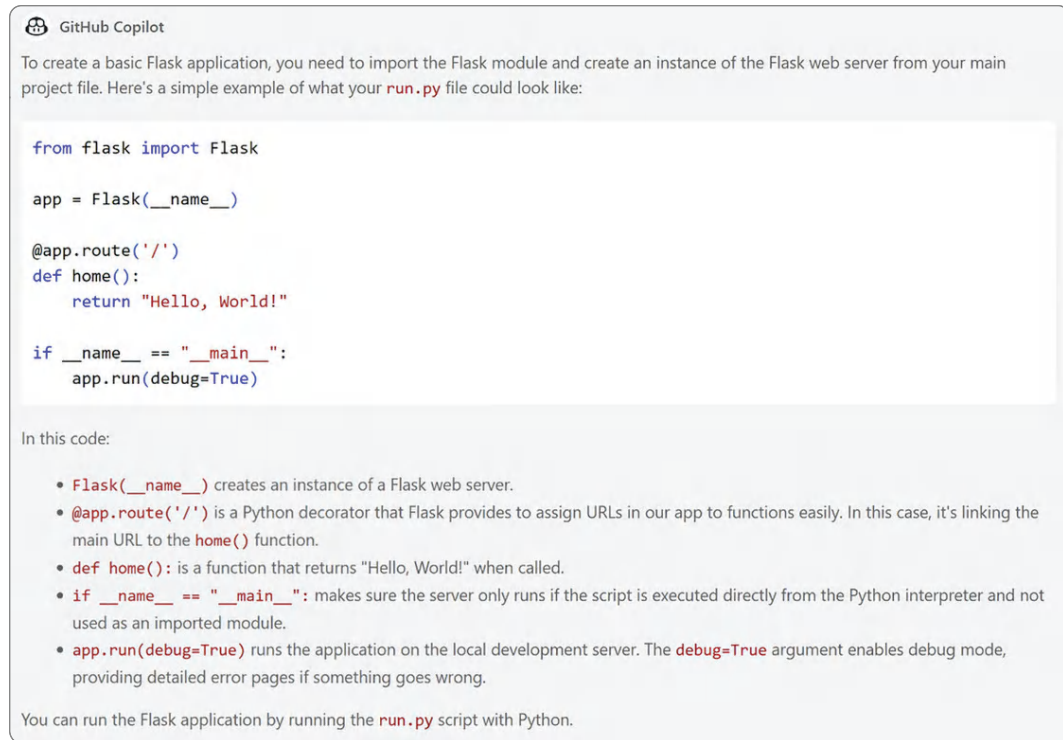 GitHub Copilot
To create a basic Flask application, you need to import the Flask module and create an instance of the Flask web server from your main
project file. Here's a simple example of what your run.py file could look like:
from flask import Flask
app = Flask(__name__)
@app.route('/')
def home():
    return "Hello, World!"
if __name__ == "__main__":
    app.run(debug=True)
In this code:
• Flask(__name__) creates an instance of a Flask web server.
• @app.route('/') is a Python decorator that Flask provides to assign URLs in our app to functions easily. In this case, it's linking the
main URL to the home() function.
• def home(): is a function that returns "Hello, World!" when called.
• if __name__ == "__main__": makes sure the server only runs if the script is executed directly from the Python interpreter and not
used as an imported module.
• app.run(debug=True) runs the application on the local development server. The debug=True argument enables debug mode,
providing detailed error pages if something goes wrong.
You can run the Flask application by running the run.py script with Python.